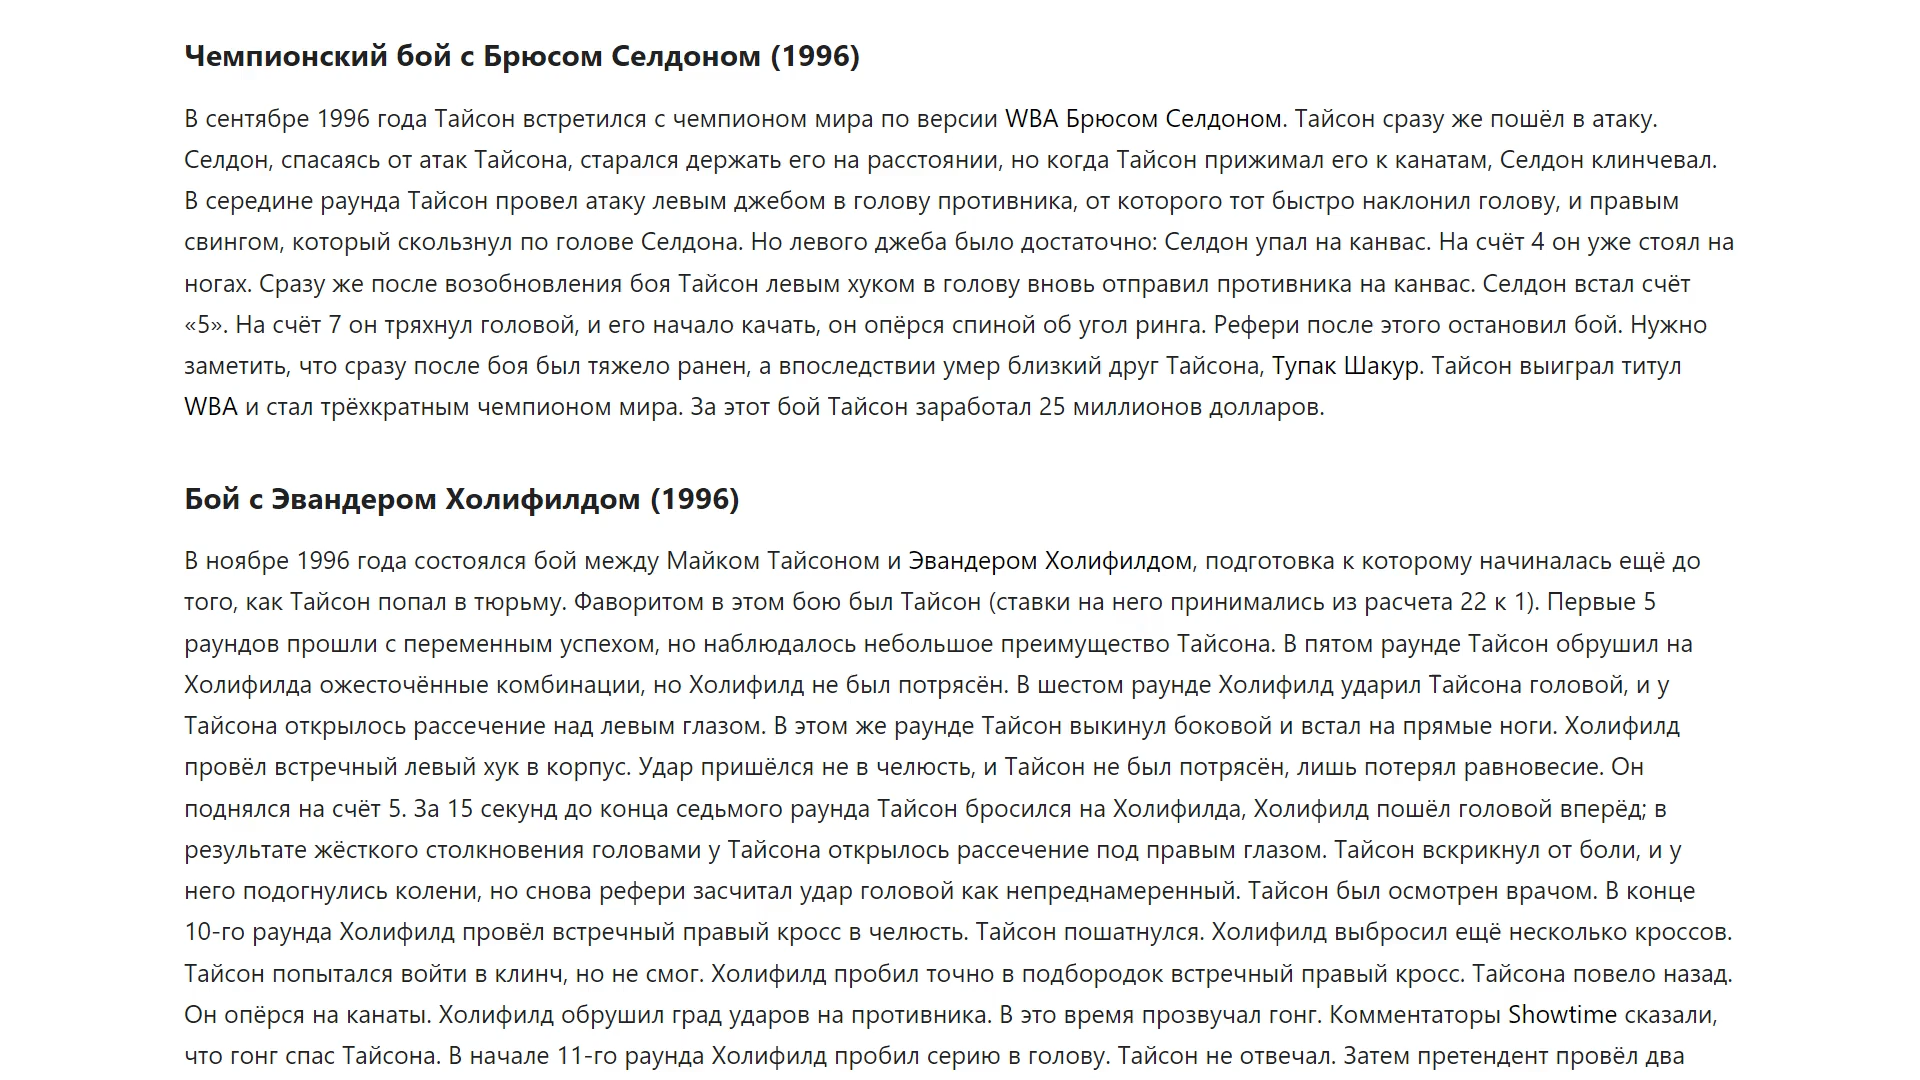 Чемпионский бой с Брюсом Селдоном (1996)
В сентябре 1996 года Тайсон встретился с чемпионом мира по версии WBA Брюсом Селдоном. Тайсон сразу же пошёл в атаку.
Селдон, спасаясь от атак Тайсона, старался держать его на расстоянии, но когда Тайсон прижимал его к канатам, Селдон клинчевал.
В середине раунда Тайсон провел атаку левым джебом в голову противника, от которого тот быстро наклонил голову, и правым
свингом, который скользнул по голове Селдона. Но левого джеба было достаточно: Селдон упал на канвас. На счёт 4 он уже стоял на
ногах. Сразу же после возобновления боя Тайсон левым хуком в голову вновь отправил противника на канвас. Селдон встал счёт
«5». На счёт 7 он тряхнул головой, и его начало качать, он опёрся спиной об угол ринга. Рефери после этого остановил бой. Нужно
заметить, что сразу после боя был тяжело ранен, а впоследствии умер близкий друг Тайсона, Тупак Шакур. Тайсон выиграл титул
WBA и стал трёхкратным чемпионом мира. За этот бой Тайсон заработал 25 миллионов долларов.
Бой с Эвандером Холифилдом (1996)
В ноябре 1996 года состоялся бой между Майком Тайсоном и Эвандером Холифилдом, подготовка к которому начиналась ещё до
того, как Тайсон попал в тюрьму. Фаворитом в этом бою был Тайсон (ставки на него принимались из расчета 22 к 1). Первые 5
раундов прошли с переменным успехом, но наблюдалось небольшое преимущество Тайсона. В пятом раунде Тайсон обрушил на
Холифилда ожесточённые комбинации, но Холифилд не был потрясён. В шестом раунде Холифилд ударил Тайсона головой, и у
Тайсона открылось рассечение над левым глазом. В этом же раунде Тайсон выкинул боковой и встал на прямые ноги. Холифилд
провёл встречный левый хук в корпус. Удар пришёлся не в челюсть, и Тайсон не был потрясён, лишь потерял равновесие. Он
поднялся на счёт 5. За 15 секунд до конца седьмого раунда Тайсон бросился на Холифилда, Холифилд пошёл головой вперёд; в
результате жёсткого столкновения головами у Тайсона открылось рассечение под правым глазом. Тайсон вскрикнул от боли, и у
него подогнулись колени, но снова рефери засчитал удар головой как непреднамеренный. Тайсон был осмотрен врачом. В конце
10-го раунда Холифилд провёл встречный правый кросс в челюсть. Тайсон пошатнулся. Холифилд выбросил ещё несколько кроссов.
Тайсон попытался войти в клинч, но не смог. Холифилд пробил точно в подбородок встречный правый кросс. Тайсона повело назад.
Он опёрся на канаты. Холифилд обрушил град ударов на противника. В это время прозвучал гонг. Комментаторы Showtime сказали,
что гонг спас Тайсона. В начале 11-го раунда Холифилд пробил серию в голову. Тайсон не отвечал. Затем претендент провёл два